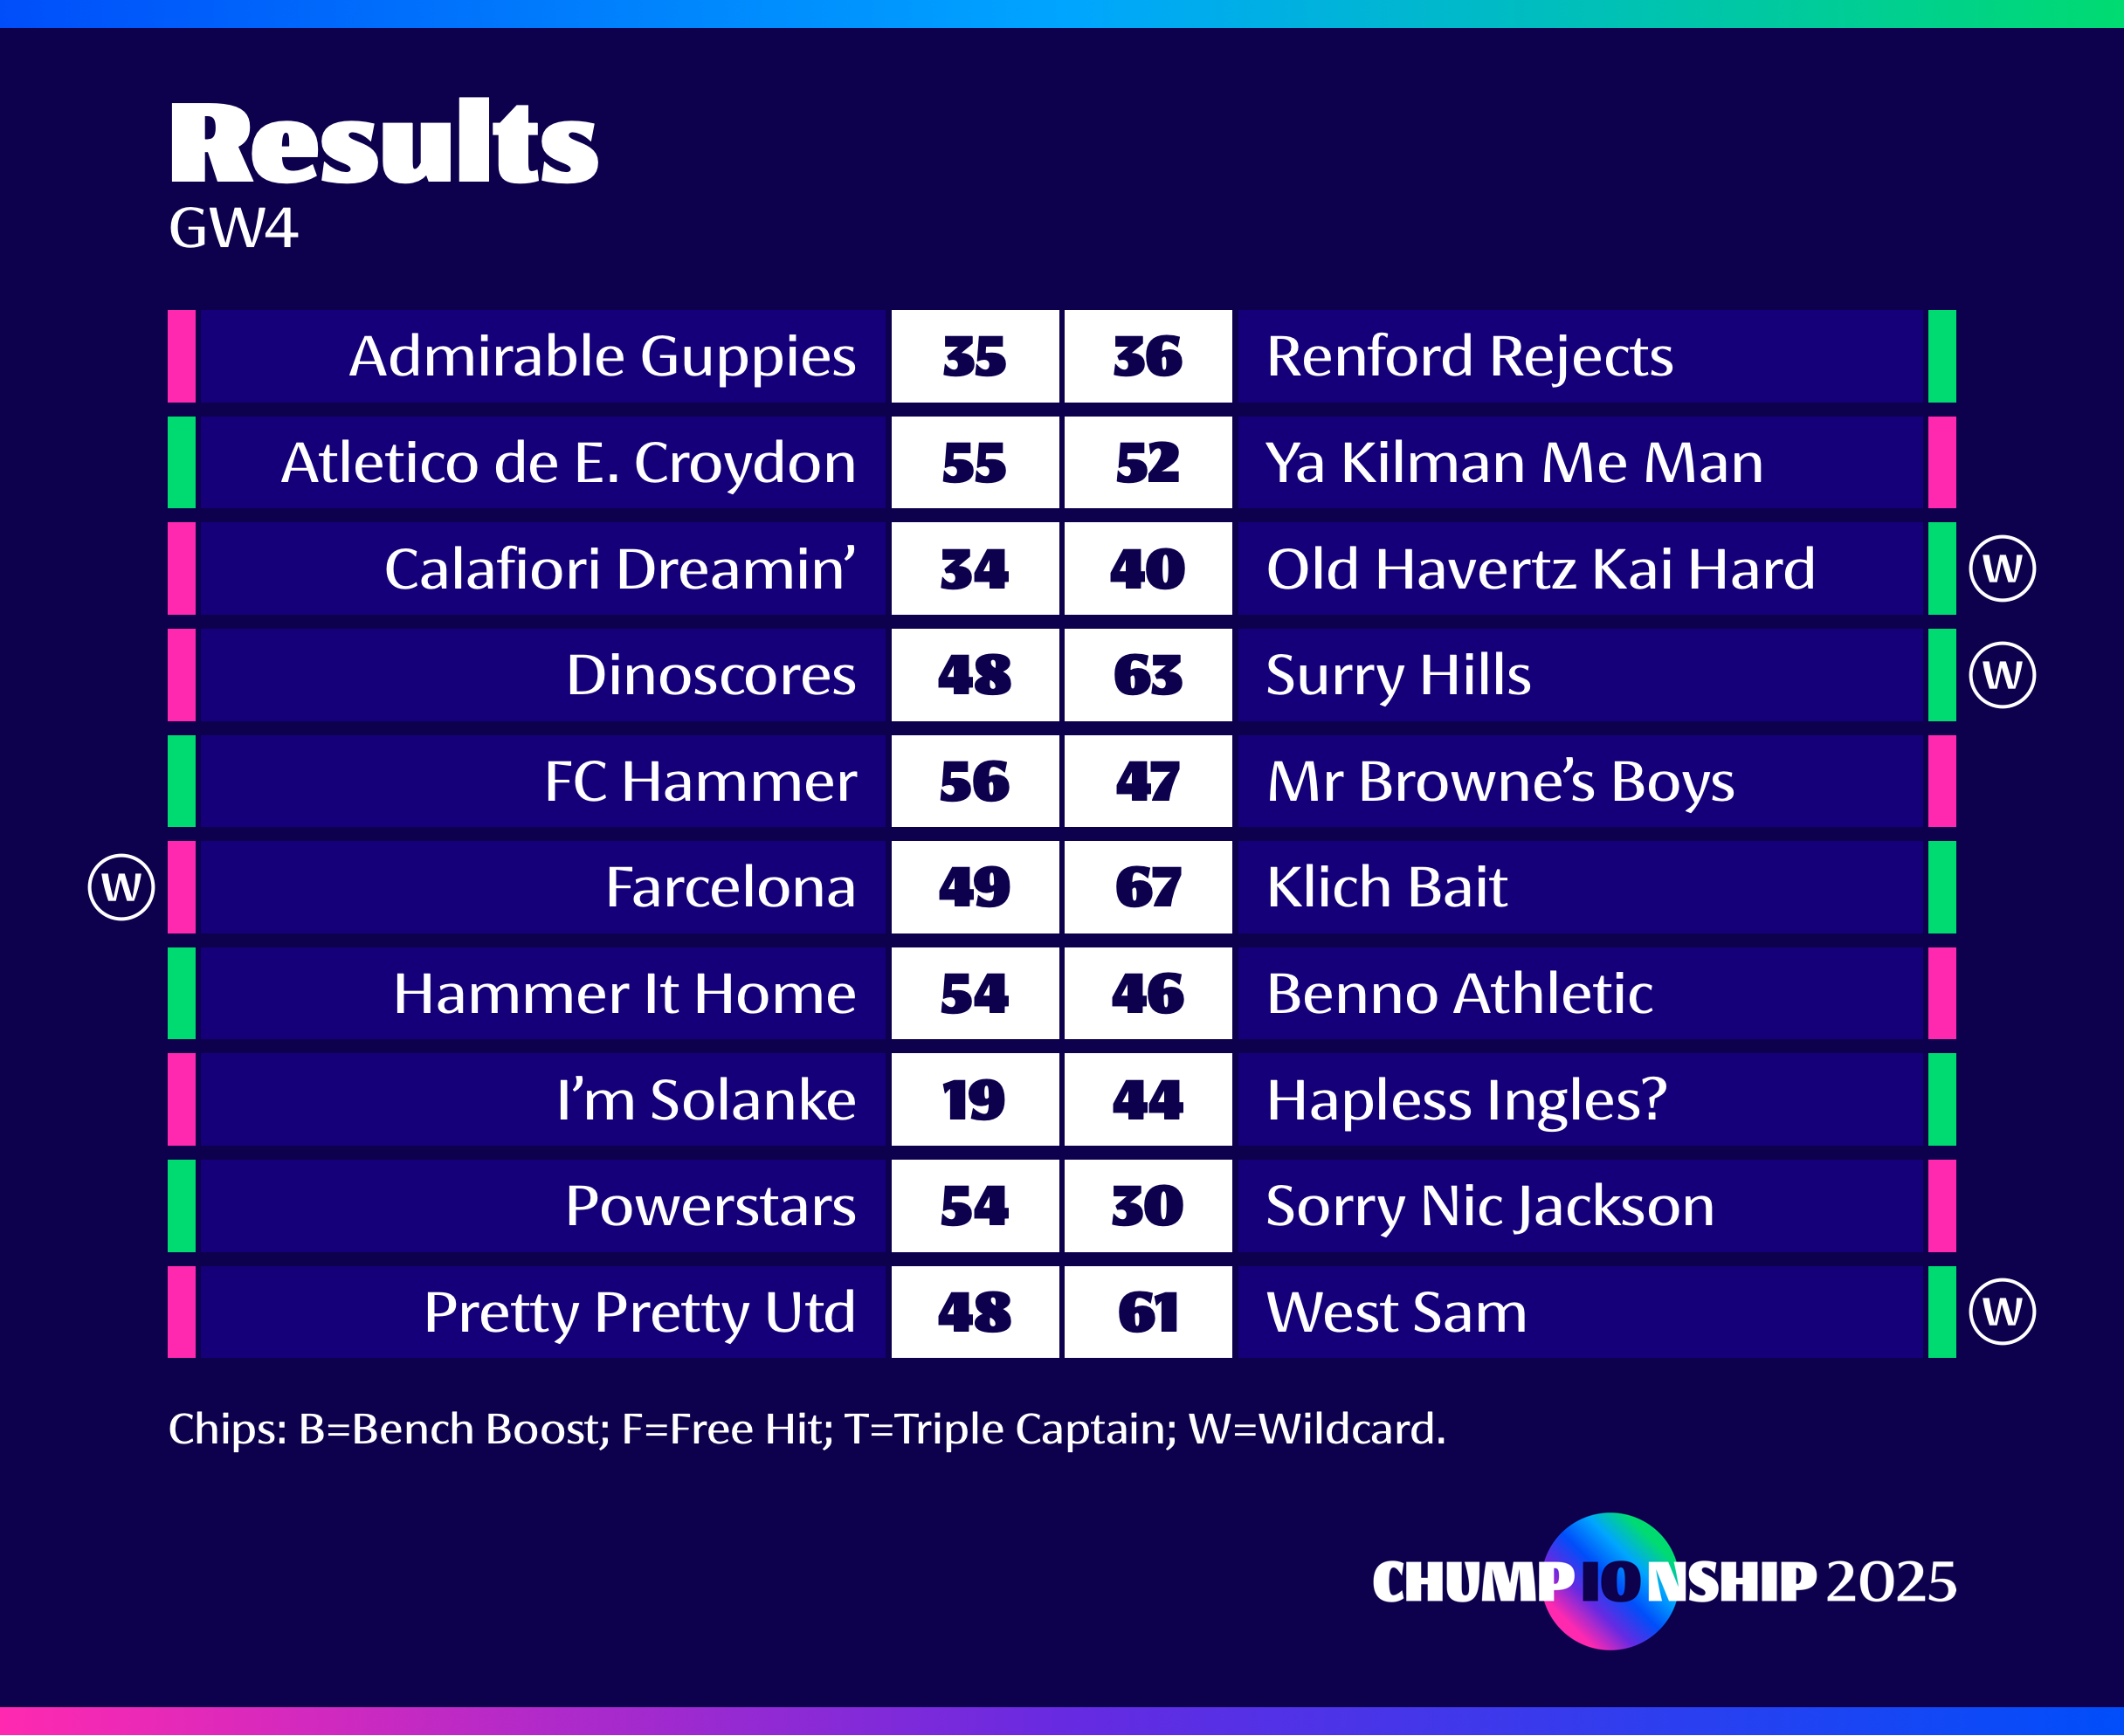 Results
GW4
Admirable Guppies 35 36 Renford Rejects
Atletico de E. Croydon 55 52 Ya Kilman Me Man
Calafiori Dreamin’ 34 40 Old Havertz Kai Hard W
Dinoscores 48 63 Surry Hills W
FC Hammer 56 47 Mr Browne’s Boys
W Farcelona 49 67 Klich Bait
Hammer It Home 54 46 Benno Athletic
I’m Solanke 19 44 Hapless Ingles?
Powerstars 54 30 Sorry Nic Jackson
Pretty Pretty Utd 48 61 West Sam W
Chips: B=Bench Boost; F=Free Hit; T=Triple Captain; W=Wildcard.
CHUMP10NSHIP 2025